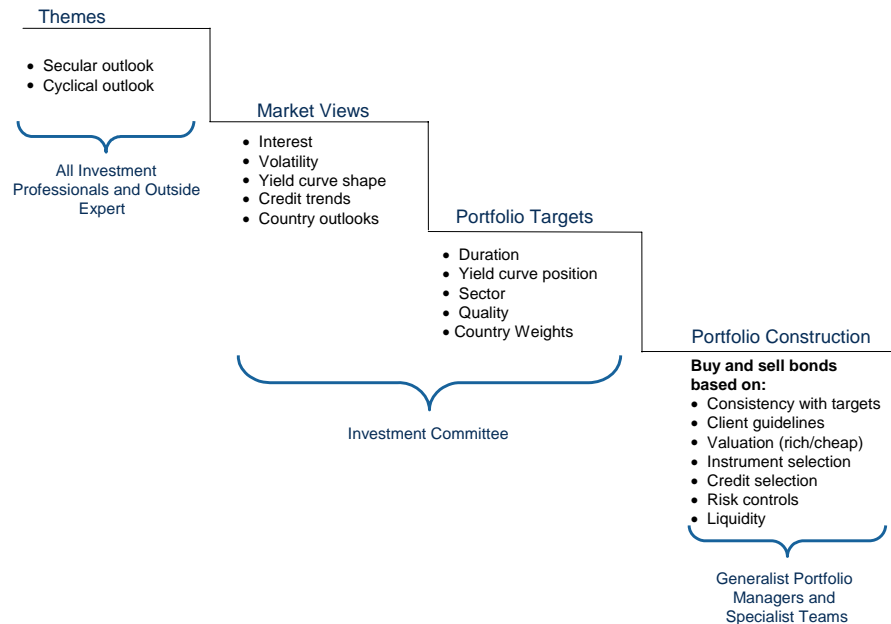 Themes
• Secular outlook
• Cyclical outlook
All Investment
Professionals and Outside
Expert
Market Views
• Interest
• Volatility
• Yield curve shape
• Credit trends
• Country outlooks
Portfolio Targets
• Duration
• Yield curve position
• Sector
• Quality
• Country Weights
Investment Committee
Portfolio Construction
Buy and sell bonds
based on:
• Consistency with targets
• Client guidelines
• Valuation (rich/cheap)
• Instrument selection
• Credit selection
• Risk controls
• Liquidity
Generalist Portfolio
Managers and
Specialist Teams